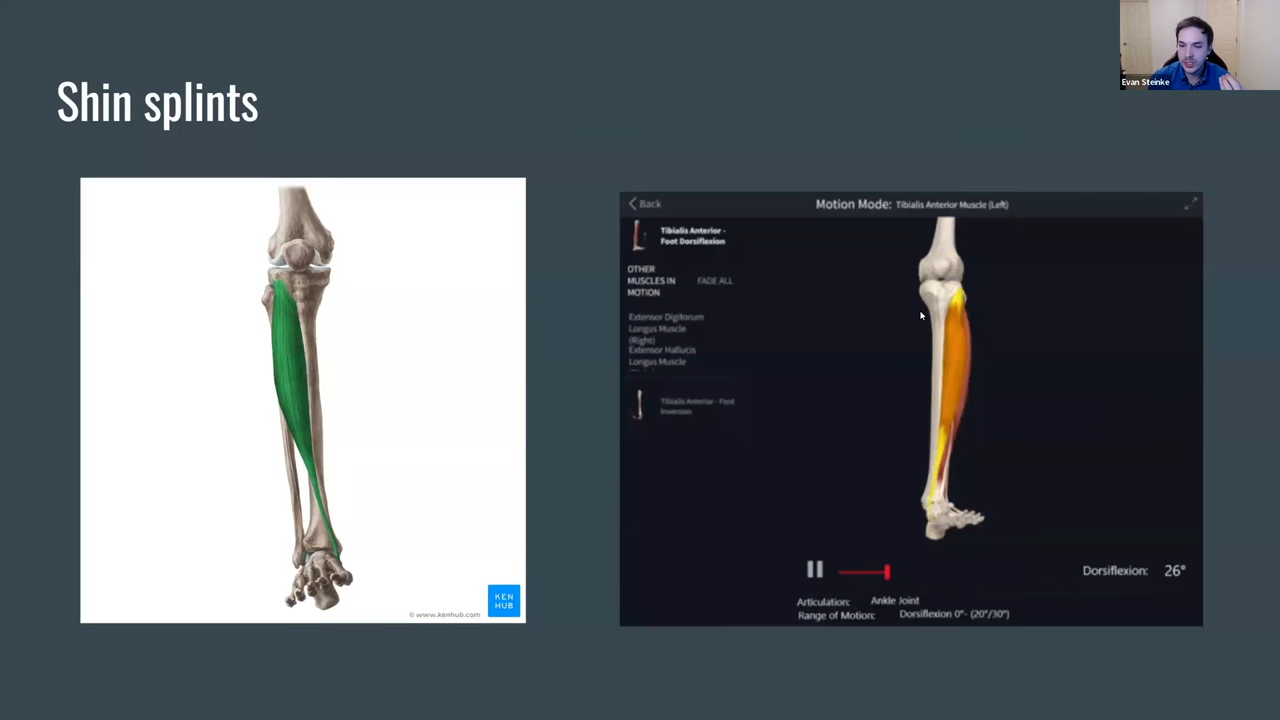 Evan Steinke
Shin splints
KEN
HUB
© www.kenhub.com
Back
Motion Mode: Tibialis Anterior Muscle (Left)
Tibialis Anterior -
Foot Dorsiflexion
OTHER
MUSCLES IN
MOTION
FADE ALL
Extensor Digitorum
Longus Muscle
(Right)
Extensor Hallucis
Longus Muscle
Tibialis Anterior - Foot
Inversion
Dorsiflexion: 26°
Articulation: Ankle Joint
Range of Motion: Dorsiflexion 0°- (20°/30°)